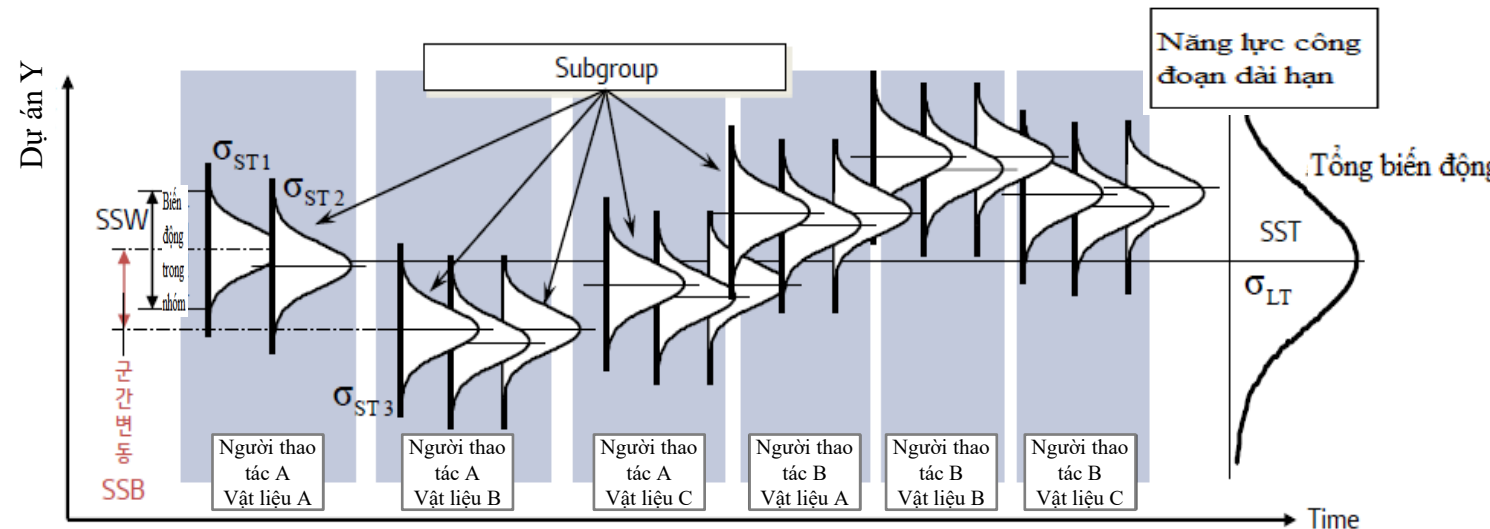 Dự án Y
Subgroup
Năng lực công
đoạn dài hạn
σST1
σST2
SSW
Biến
động
trong
nhóm
σST3
군간변동
SSB
Tổng biến động
SST
σLT
Người thao
tác A
Vật liệu A
Người thao
tác A
Vật liệu B
Người thao
tác A
Vật liệu C
Người thao
tác B
Vật liệu A
Người thao
tác B
Vật liệu B
Người thao
tác B
Vật liệu C
Time